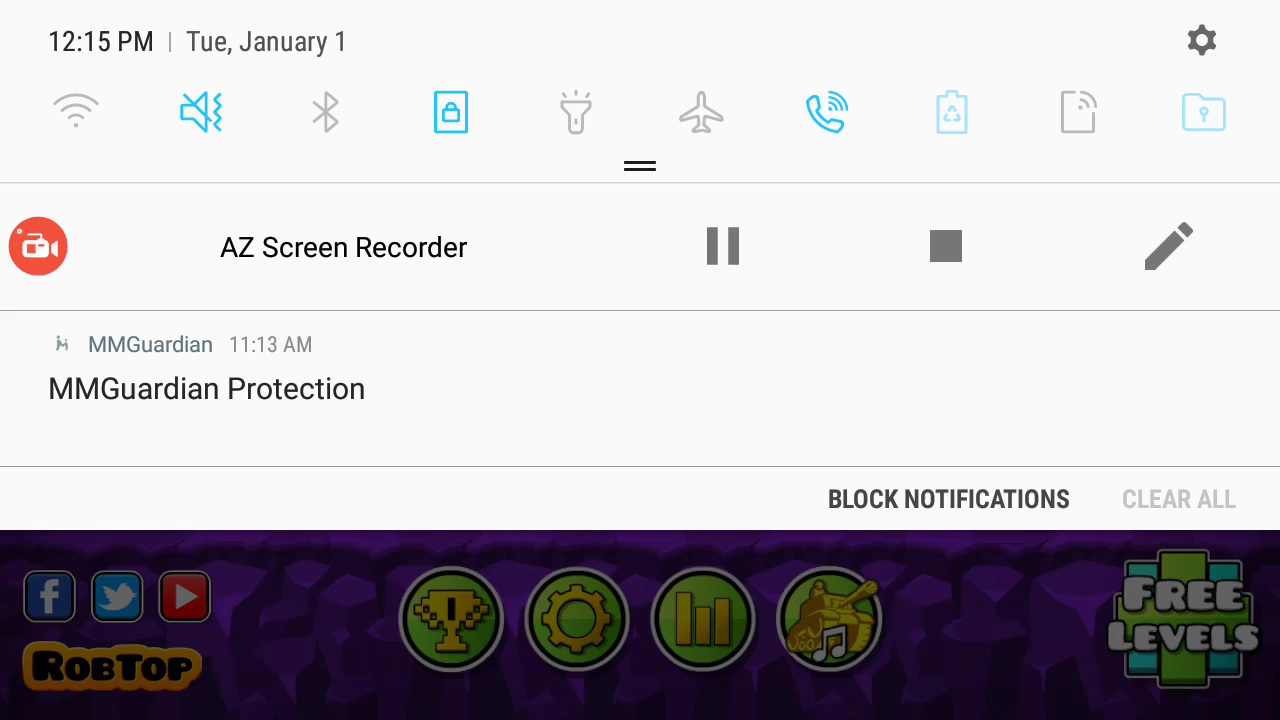 12:15 PM | Tue, January 1
AZ Screen Recorder
MMGuardian 11:13 AM
MMGuardian Protection
BLOCK NOTIFICATIONS CLEAR ALL
FREE
LEVELS
ROBTOP